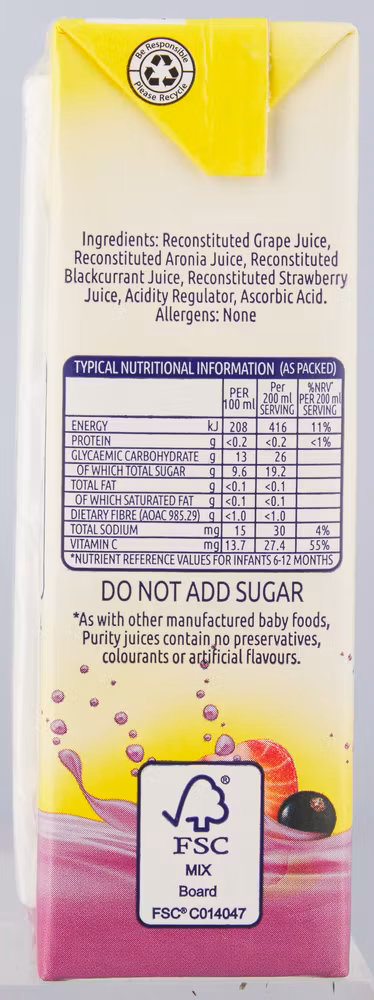 Be Responsible
Please Recycle
Ingredients: Reconstituted Grape Juice,
Reconstituted Aronia Juice, Reconstituted
Blackcurrant Juice, Reconstituted Strawberry
Juice, Acidity Regulator, Ascorbic Acid.
Allergens: None
TYPICAL NUTRITIONAL INFORMATION (AS PACKED)
PER 100 ml Per 200 ml SERVING %NRV* PER 200 ml SERVING
ENERGY kJ 208 416 11%
PROTEIN g <0.2 <0.2 <1%
GLYCAEMIC CARBOHYDRATE g 13 26
OF WHICH TOTAL SUGAR g 9.6 19.2
TOTAL FAT g <0.1 <0.1
OF WHICH SATURATED FAT g <0.1 <0.1
DIETARY FIBRE (AOAC 985.29) g <1.0 <1.0
TOTAL SODIUM mg 15 30 4%
VITAMIN C mg 13.7 27.4 55%
*NUTRIENT REFERENCE VALUES FOR INFANTS 6-12 MONTHS
DO NOT ADD SUGAR
*As with other manufactured baby foods,
Purity juices contain no preservatives,
colourants or artificial flavours.
®
FSC
MIX
Board
FSC® C014047